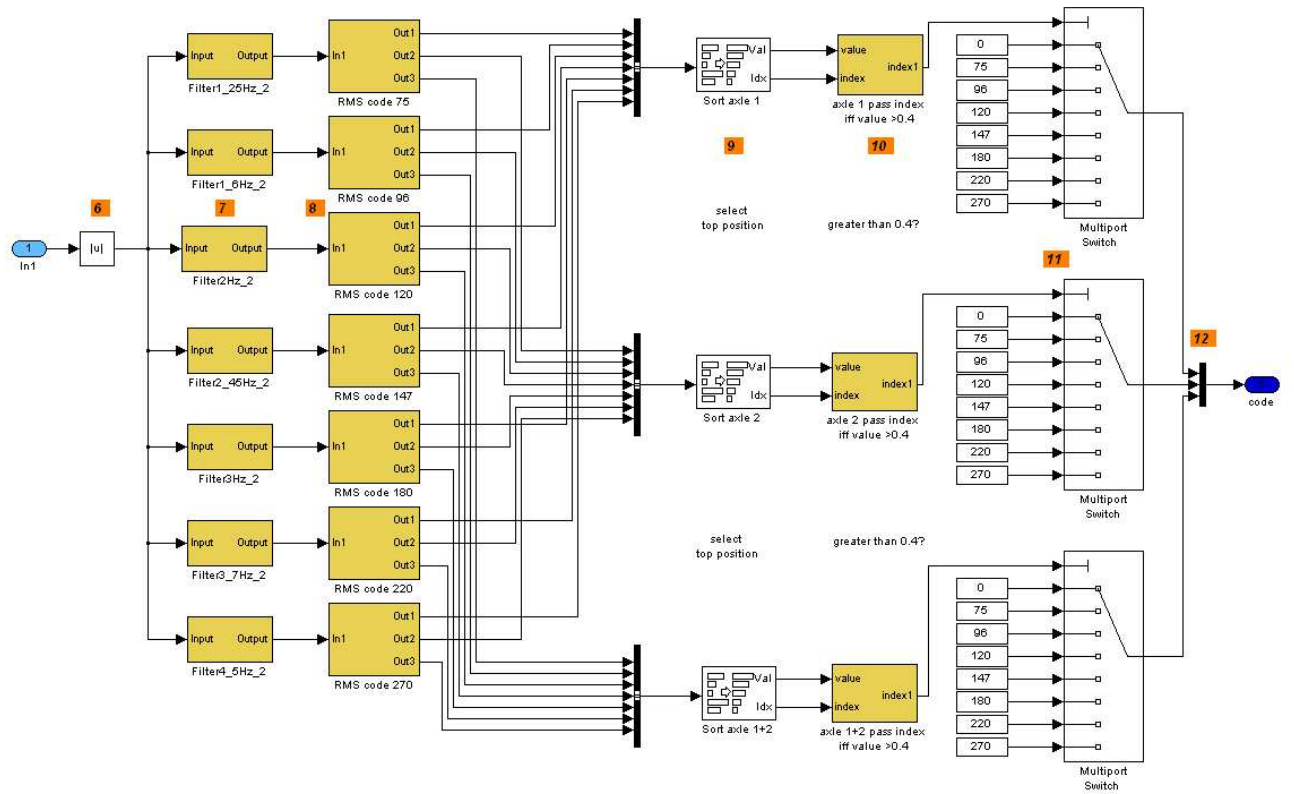 Input Output
Filter1_25Hz_2
In1 Out1
Out2
Out3
RMS code 75
Input Output
Filter1_6Hz_2
In1 Out1
Out2
Out3
RMS code 96
6
7
8
1
In1
|u|
Input Output
Filter2Hz_2
In1 Out1
Out2
Out3
RMS code 120
Input Output
Filter2_45Hz_2
In1 Out1
Out2
Out3
RMS code 147
Input Output
Filter3Hz_2
In1 Out1
Out2
Out3
RMS code 180
Input Output
Filter3_7Hz_2
In1 Out1
Out2
Out3
RMS code 220
Input Output
Filter4_5Hz_2
In1 Out1
Out2
Out3
RMS code 270
Val
Idx
Sort axle 1
value
index
index1
axle 1 pass index
iff value >0.4
9
10
select
top position
greater than 0.4?
0
75
96
120
147
180
220
270
Multiport
Switch
11
Val
Idx
Sort axle 2
value
index
index1
axle 2 pass index
iff value >0.4
0
75
96
120
147
180
220
270
Multiport
Switch
12
code
select
top position
greater than 0.4?
Val
Idx
Sort axle 1+2
value
index
index1
axle 1+2 pass index
iff value >0.4
0
75
96
120
147
180
220
270
Multiport
Switch